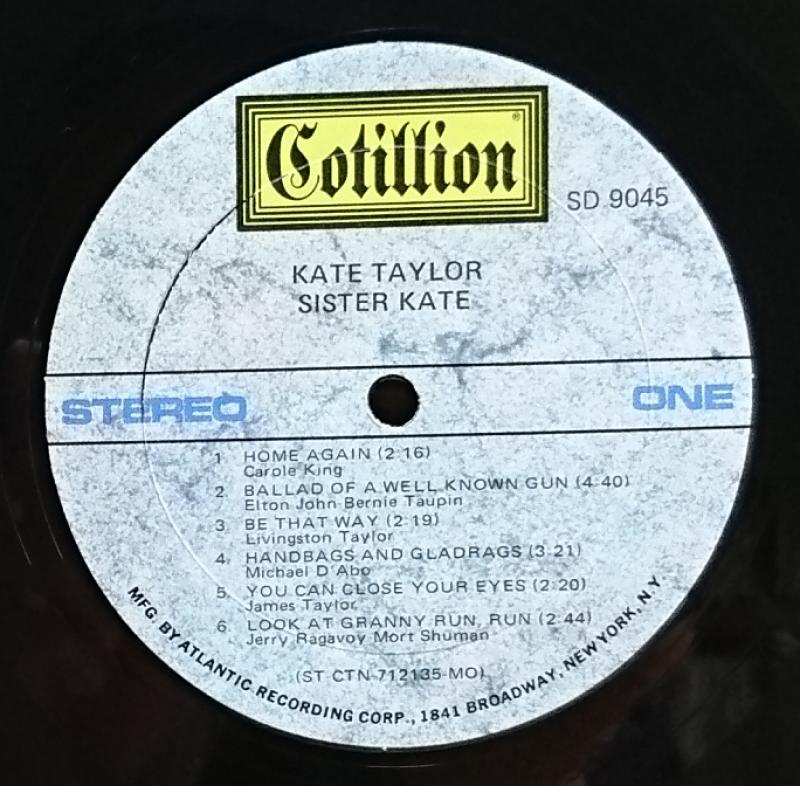 Cotillion®
SD 9045
KATE TAYLOR
SISTER KATE
STEREO
ONE
1. HOME AGAIN (2:16)
Carole King
2. BALLAD OF A WELL KNOWN GUN (4:40)
Elton John Bernie Taupin
3. BE THAT WAY (2:19)
Livingston Taylor
4. HANDBAGS AND GLADRAGS (3:21)
Michael D'Abo
5. YOU CAN CLOSE YOUR EYES (2:20)
James Taylor
6. LOOK AT GRANNY RUN, RUN (2:44)
Jerry Ragavoy Mort Shuman
(ST CTN-712135-MO)
MFG. BY ATLANTIC RECORDING CORP., 1841 BROADWAY, NEW YORK, N.Y.